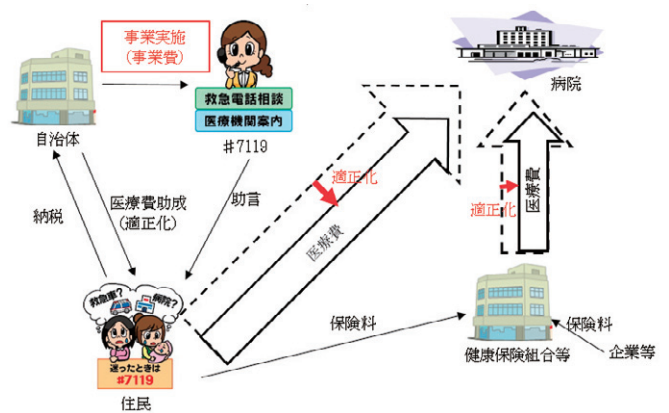 事業実施
(事業費)
救急電話相談
医療機関案内
#7119
自治体
病院
納税
医療費助成
(適正化)
助言
適正化
医療費
適正化
医療費
救急車?
病院?
迷ったときは
#7119
住民
保険料
健康保険組合等
保険料
企業等